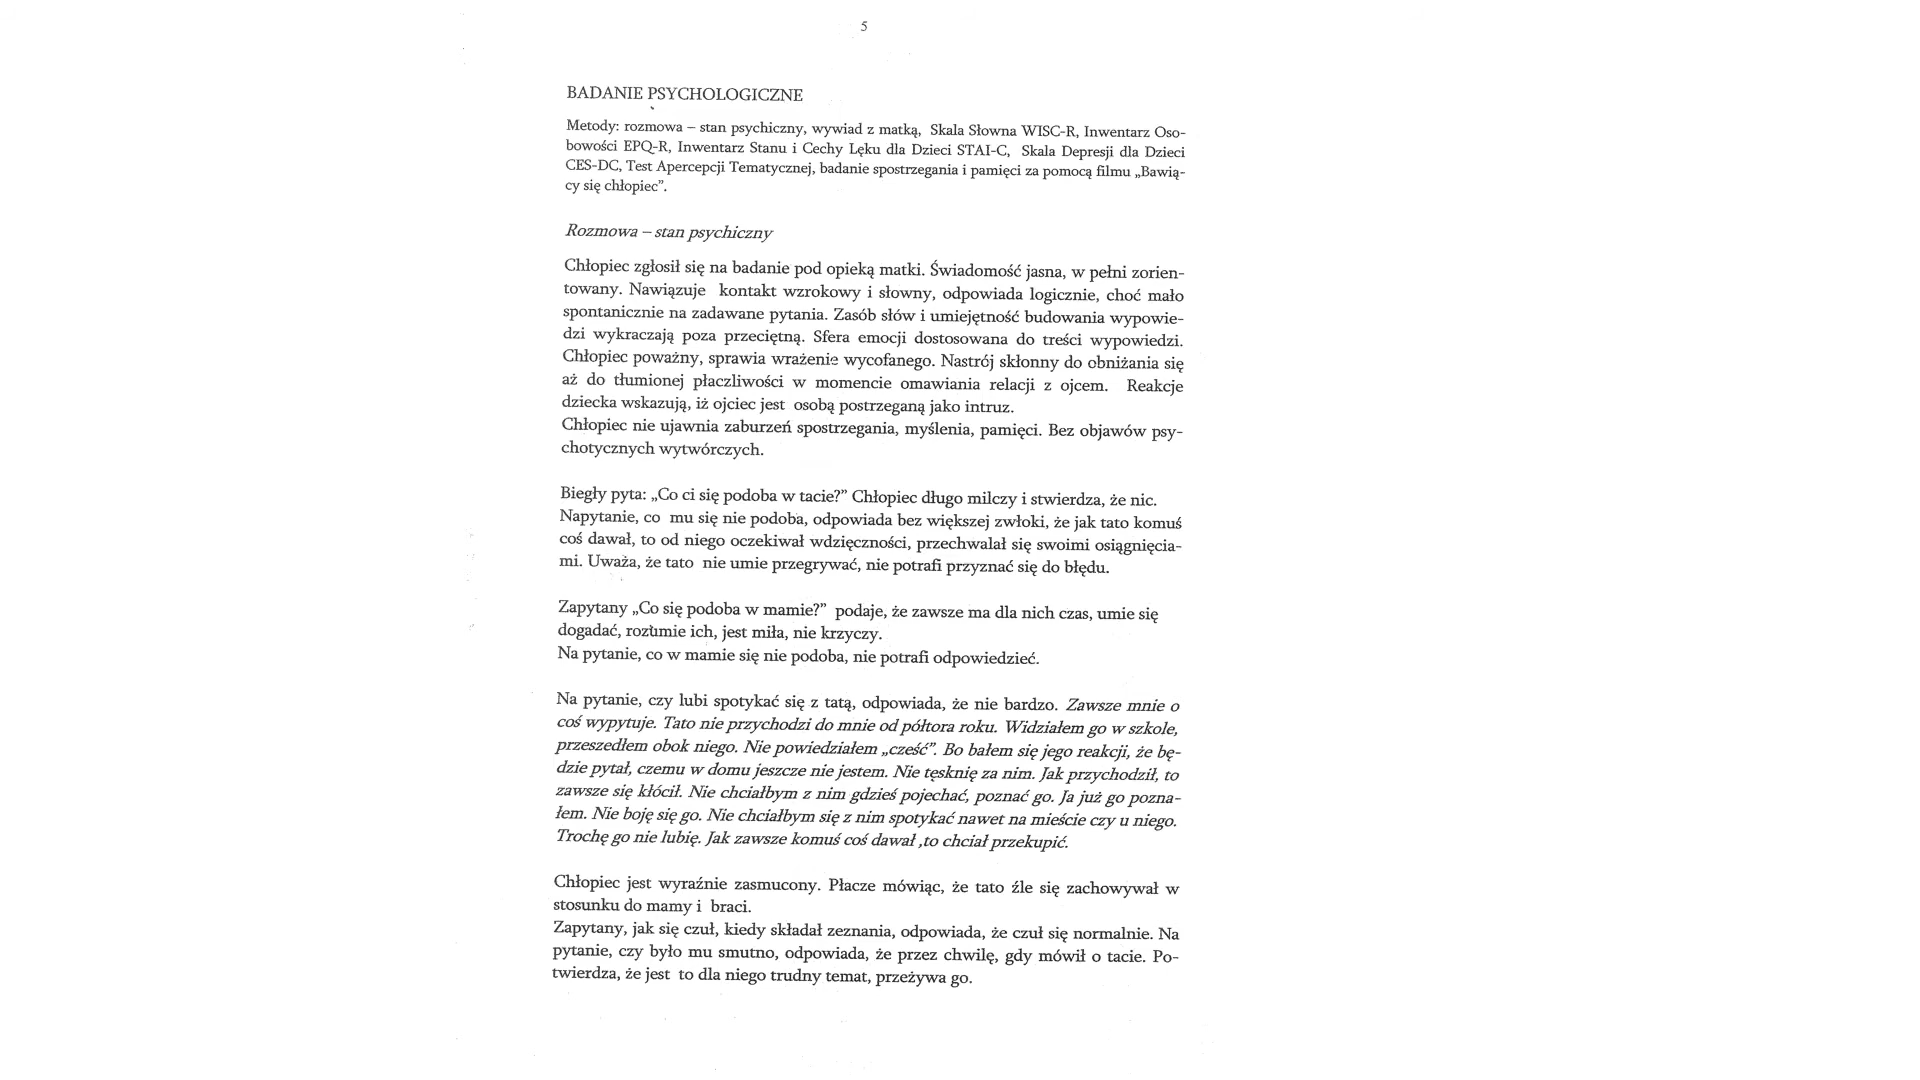 5
BADANIE PSYCHOLOGICZNE
Metody: rozmowa – stan psychiczny, wywiad z matką, Skala Słowna WISC-R, Inwentarz Oso-
bowości EPQ-R, Inwentarz Stanu i Cechy Lęku dla Dzieci STAI-C, Skala Depresji dla Dzieci
CES-DC, Test Apercepcji Tematycznej, badanie spostrzegania i pamięci za pomocą filmu „Bawią-
cy się chłopiec”.
Rozmowa – stan psychiczny
Chłopiec zgłosił się na badanie pod opieką matki. Świadomość jasna, w pełni zorien-
towany. Nawiązuje kontakt wzrokowy i słowny, odpowiada logicznie, choć mało
spontanicznie na zadawane pytania. Zasób słów i umiejętność budowania wypowie-
dzi wykraczają poza przeciętną. Sfera emocji dostosowana do treści wypowiedzi.
Chłopiec poważny, sprawia wrażenie wycofanego. Nastrój skłonny do obniżania się
aż do tłumionej płaczliwości w momencie omawiania relacji z ojcem. Reakcje
dziecka wskazują, iż ojciec jest osobą postrzeganą jako intruz.
Chłopiec nie ujawnia zaburzeń spostrzegania, myślenia, pamięci. Bez objawów psy-
chotycznych wytwórczych.
Biegły pyta: „Co ci się podoba w tacie?” Chłopiec długo milczy i stwierdza, że nic.
Napytanie, co mu się nie podoba, odpowiada bez większej zwłoki, że jak tato komuś
coś dawał, to od niego oczekiwał wdzięczności, przechwalał się swoimi osiągnięcia-
mi. Uważa, że tato nie umie przegrywać, nie potrafi przyznać się do błędu.
Zapytany „Co się podoba w mamie?” podaje, że zawsze ma dla nich czas, umie się
dogadać, rozumie ich, jest miła, nie krzyczy.
Na pytanie, co w mamie się nie podoba, nie potrafi odpowiedzieć.
Na pytanie, czy lubi spotykać się z tatą, odpowiada, że nie bardzo. Zawsze mnie o
coś wypytuje. Tato nie przychodzi do mnie od półtora roku. Widziałem go w szkole,
przeszedłem obok niego. Nie powiedziałem „cześć”. Bo bałem się jego reakcji, że bę-
dzie pytał, czemu w domu jeszcze nie jestem. Nie tęsknię za nim. Jak przychodził, to
zawsze się kłócił. Nie chciałbym z nim gdzieś pojechać, poznać go. Ja już go pozna-
łem. Nie boję się go. Nie chciałbym się z nim spotykać nawet na mieście czy u niego.
Trochę go nie lubię. Jak zawsze komuś coś dawał ,to chciał przekupić.
Chłopiec jest wyraźnie zasmucony. Płacze mówiąc, że tato źle się zachowywał w
stosunku do mamy i braci.
Zapytany, jak się czuł, kiedy składał zeznania, odpowiada, że czuł się normalnie. Na
pytanie, czy było mu smutno, odpowiada, że przez chwilę, gdy mówił o tacie. Po-
twierdza, że jest to dla niego trudny temat, przeżywa go.